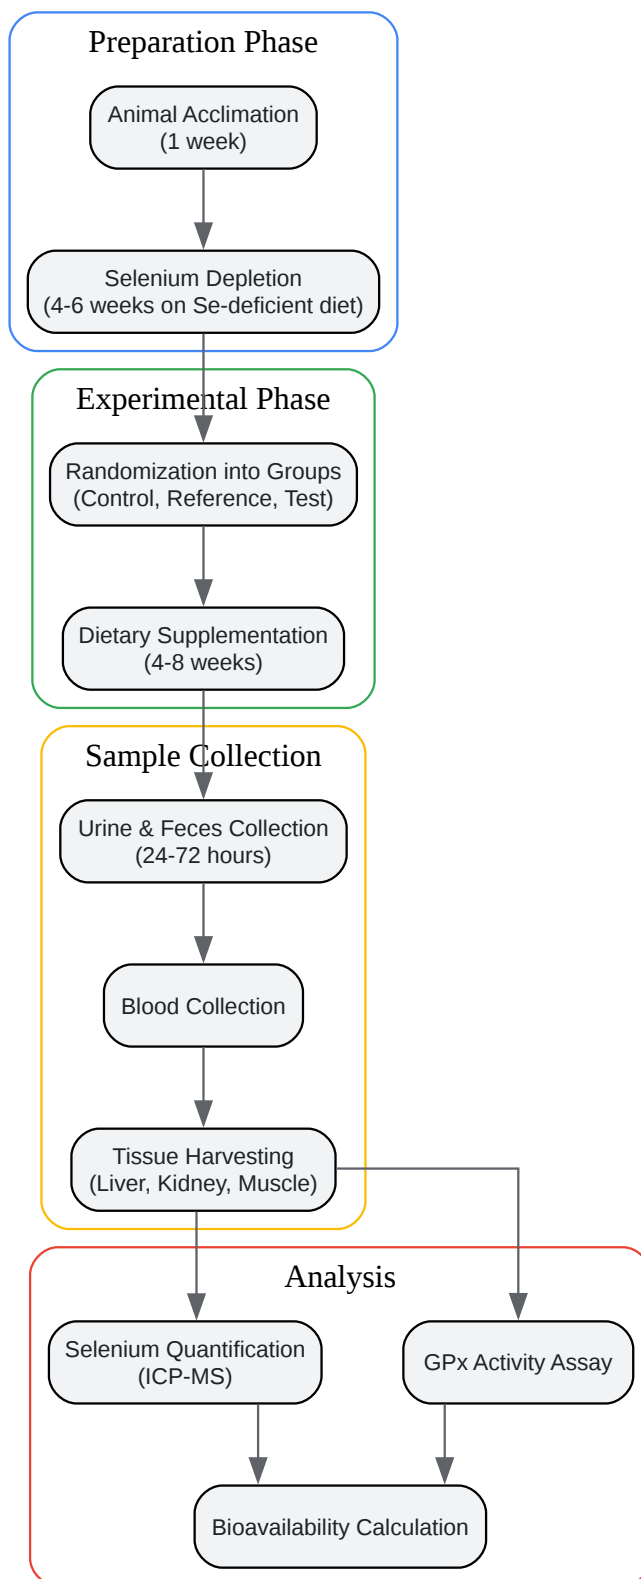 Preparation Phase
Animal Acclimation
(1 week)
Selenium Depletion
(4-6 weeks on Se-deficient diet)
Experimental Phase
Randomization into Groups
(Control, Reference, Test)
Dietary Supplementation
(4-8 weeks)
Sample Collection
Urine & Feces Collection
(24-72 hours)
Blood Collection
Tissue Harvesting
(Liver, Kidney, Muscle)
Analysis
Selenium Quantification
(ICP-MS)
GPx Activity Assay
Bioavailability Calculation